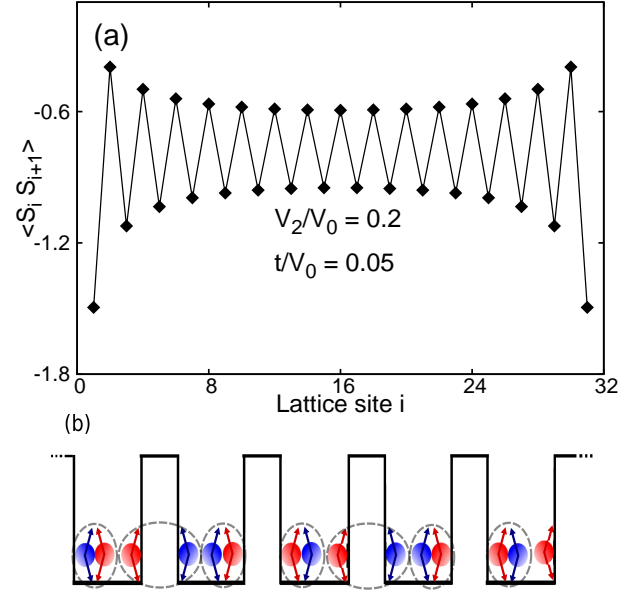 (a)
-0.6
-1.2
-1.8
<S_i S_{i+1}>
V_2/V_0 = 0.2
t/V_0 = 0.05
0 8 16 24 32
Lattice site i
(b)